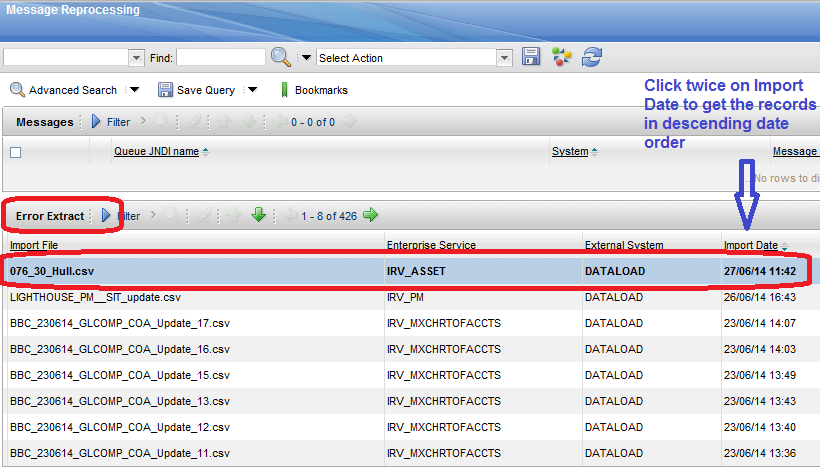 Message Reprocessing
Find: Select Action
Advanced Search Save Query Bookmarks
Click twice on Import
Date to get the records
in descending date
order
Messages Filter 0 - 0 of 0
Queue JNDI name System Message
...No rows to di
Error Extract Filter 1 - 8 of 426
Import File Enterprise Service External System Import Date
076_30_Hull.csv IRV_ASSET DATALOAD 27/06/14 11:42
LIGHTHOUSE_PM__SIT_update.csv IRV_PM DATALOAD 26/06/14 16:43
BBC_230614_GLCOMP_COA_Update_17.csv IRV_MXCHRTOFACCTS DATALOAD 23/06/14 14:07
BBC_230614_GLCOMP_COA_Update_16.csv IRV_MXCHRTOFACCTS DATALOAD 23/06/14 14:03
BBC_230614_GLCOMP_COA_Update_15.csv IRV_MXCHRTOFACCTS DATALOAD 23/06/14 13:49
BBC_230614_GLCOMP_COA_Update_13.csv IRV_MXCHRTOFACCTS DATALOAD 23/06/14 13:43
BBC_230614_GLCOMP_COA_Update_12.csv IRV_MXCHRTOFACCTS DATALOAD 23/06/14 13:40
BBC_230614_GLCOMP_COA_Update_11.csv IRV_MXCHRTOFACCTS DATALOAD 23/06/14 13:36